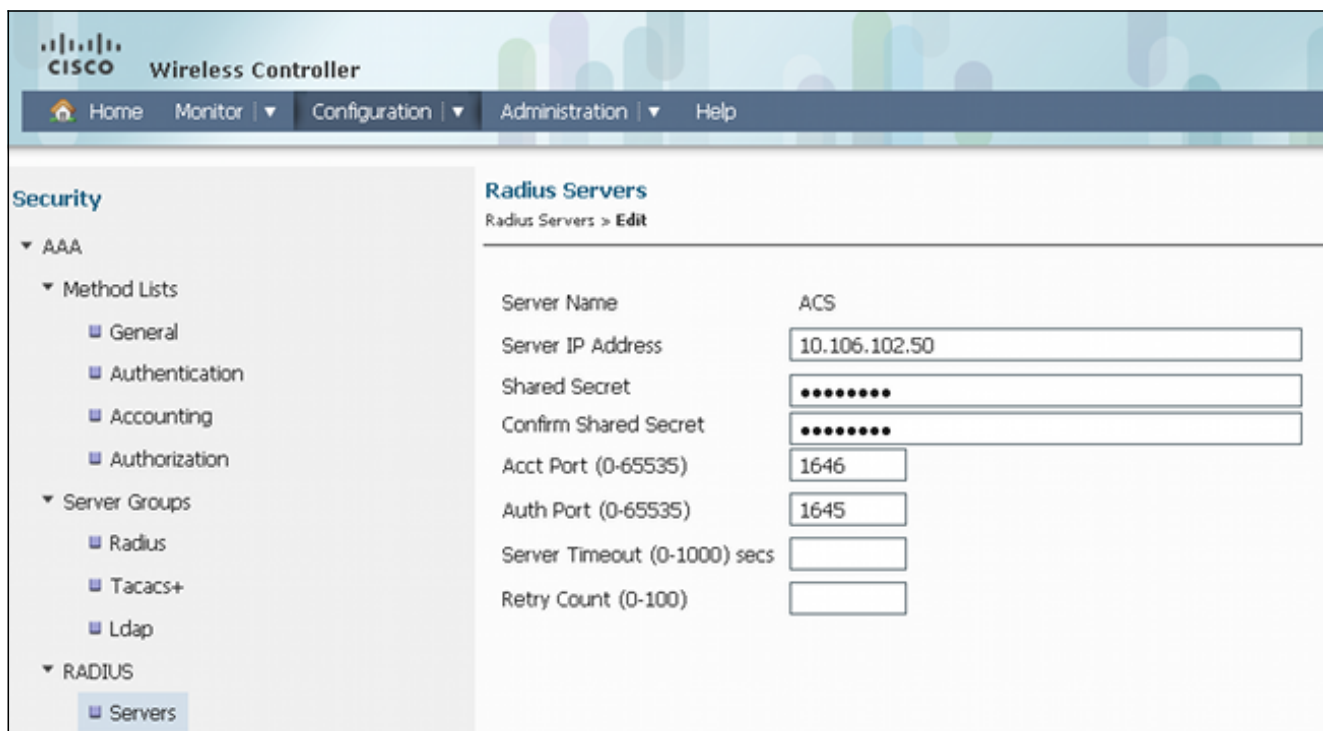 CISCO Wireless Controller
Home Monitor Configuration Administration Help
Security
AAA
Method Lists
General
Authentication
Accounting
Authorization
Server Groups
Radius
Tacacs+
Ldap
RADIUS
Servers
Radius Servers
Radius Servers > Edit
Server Name ACS
Server IP Address 10.106.102.50
Shared Secret ••••••••
Confirm Shared Secret ••••••••
Acct Port (0-65535) 1646
Auth Port (0-65535) 1645
Server Timeout (0-1000) secs
Retry Count (0-100)